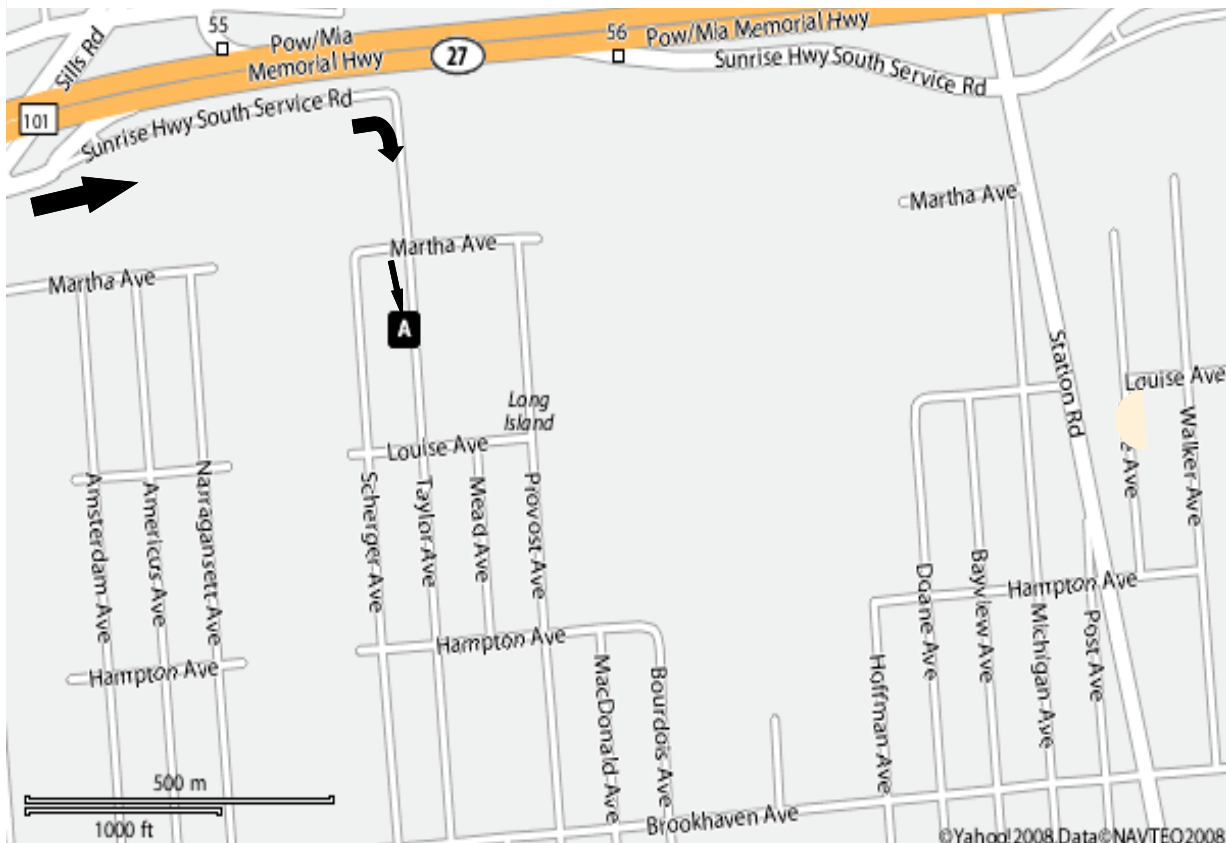 55
Sills Rd
Pow/Mia
Memorial Hwy
27
56
Pow/Mia Memorial Hwy
Sunrise Hwy South Service Rd
101
Sunrise Hwy South Service Rd
Martha Ave
Martha Ave
Martha Ave
A
Station Rd
Louise Ave
Long
Island
Louise Ave
Walker Ave
Ave
Amsterdam Ave
Americus Ave
Narragansett Ave
Scherger Ave
Taylor Ave
Mead Ave
Provost Ave
Doane Ave
Bayview Ave
Hampton Ave
Michigan Ave
Post Ave
Hampton Ave
Hampton Ave
MacDonald Ave
Bourdois Ave
Hoffman Ave
500 m
1000 ft
Brookhaven Ave
©Yahoo!2008,Data©NAVTEQ2008